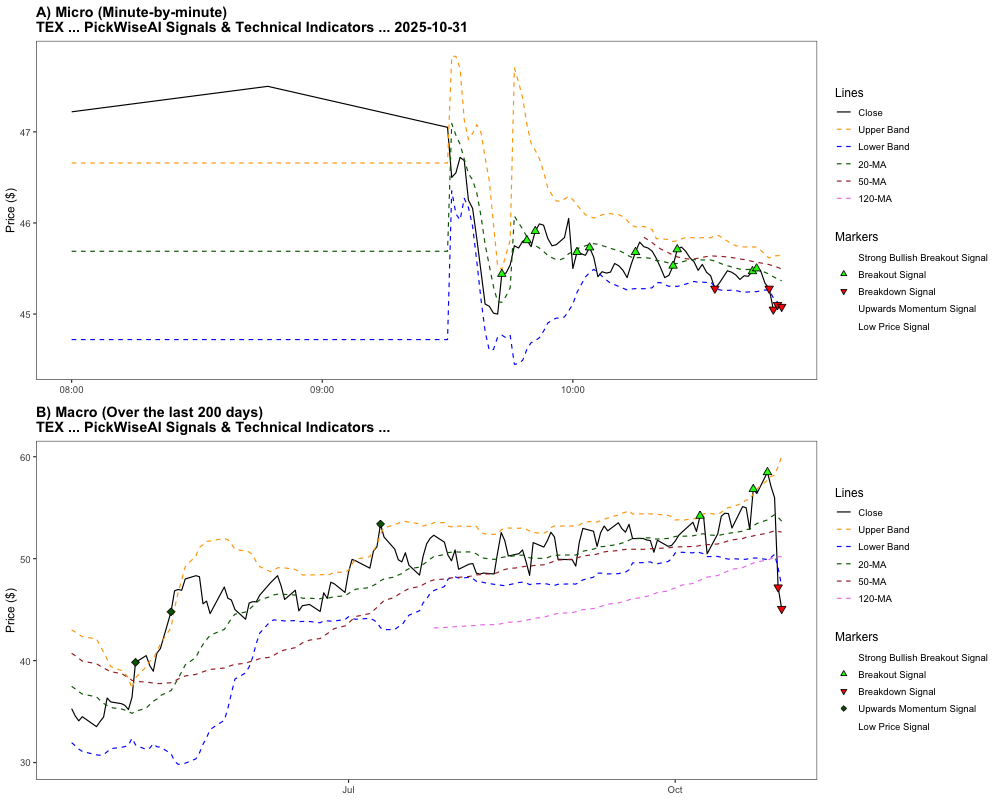 A) Micro (Minute-by-minute)
TEX ... PickWiseAI Signals & Technical Indicators ... 2025-10-31
Price ($)
47
46
45
08:00
09:00
10:00
Lines
Close
Upper Band
Lower Band
20-MA
50-MA
120-MA
Markers
Strong Bullish Breakout Signal
Breakout Signal
Breakdown Signal
Upwards Momentum Signal
Low Price Signal
B) Macro (Over the last 200 days)
TEX ... PickWiseAI Signals & Technical Indicators ...
Price ($)
60
50
40
30
Jul
Oct
Lines
Close
Upper Band
Lower Band
20-MA
50-MA
120-MA
Markers
Strong Bullish Breakout Signal
Breakout Signal
Breakdown Signal
Upwards Momentum Signal
Low Price Signal